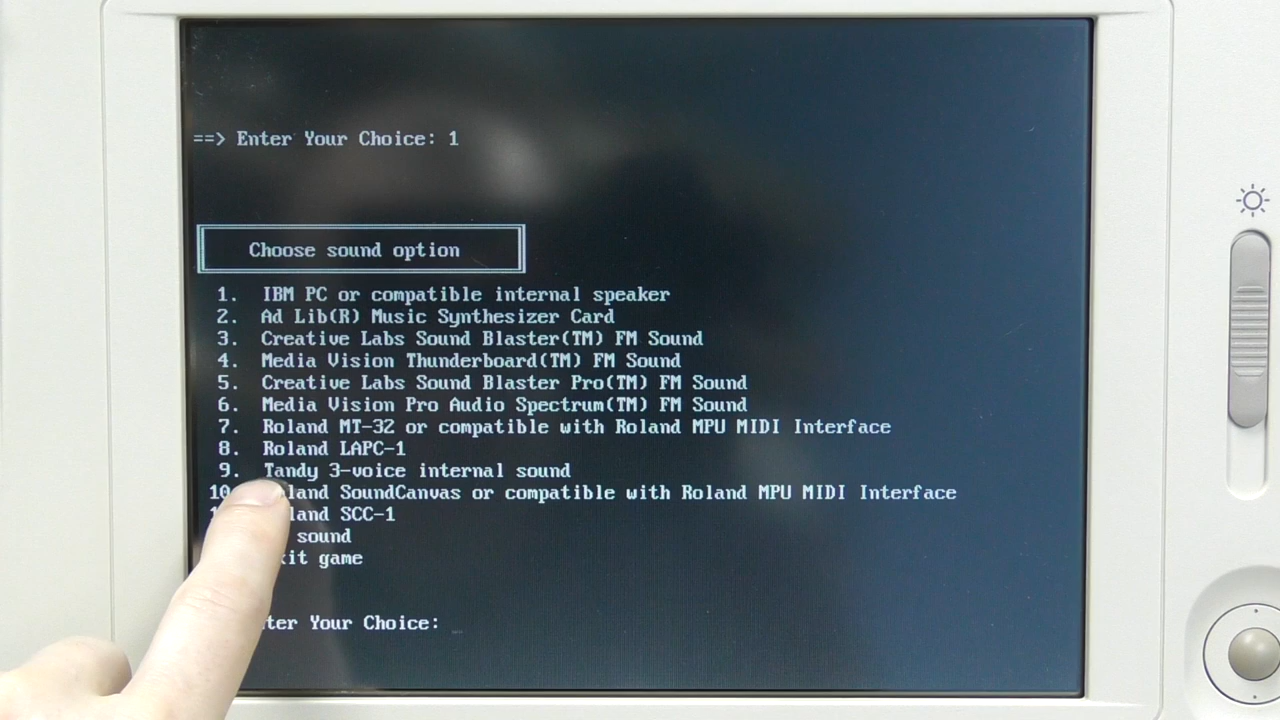 ==> Enter Your Choice: 1
Choose sound option
1. IBM PC or compatible internal speaker
2. Ad Lib(R) Music Synthesizer Card
3. Creative Labs Sound Blaster(TM) FM Sound
4. Media Vision Thunderboard(TM) FM Sound
5. Creative Labs Sound Blaster Pro(TM) FM Sound
6. Media Vision Pro Audio Spectrum(TM) FM Sound
7. Roland MT-32 or compatible with Roland MPU MIDI Interface
8. Roland LAPC-1
9. Tandy 3-voice internal sound
10 SoundCanvas or compatible with Roland MPU MIDI Interface
SCC-1
sound
game
Your Choice: _